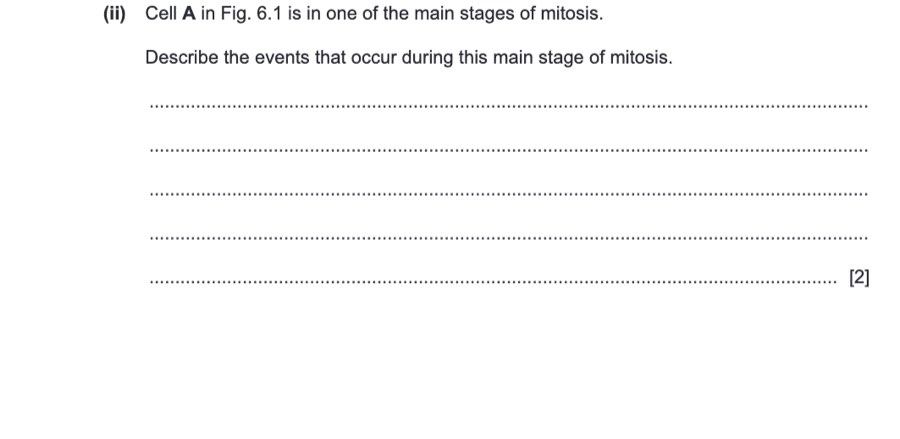 (ii) Cell A in Fig. 6.1 is in one of the main stages of mitosis.
Describe the events that occur during this main stage of mitosis.
[2]